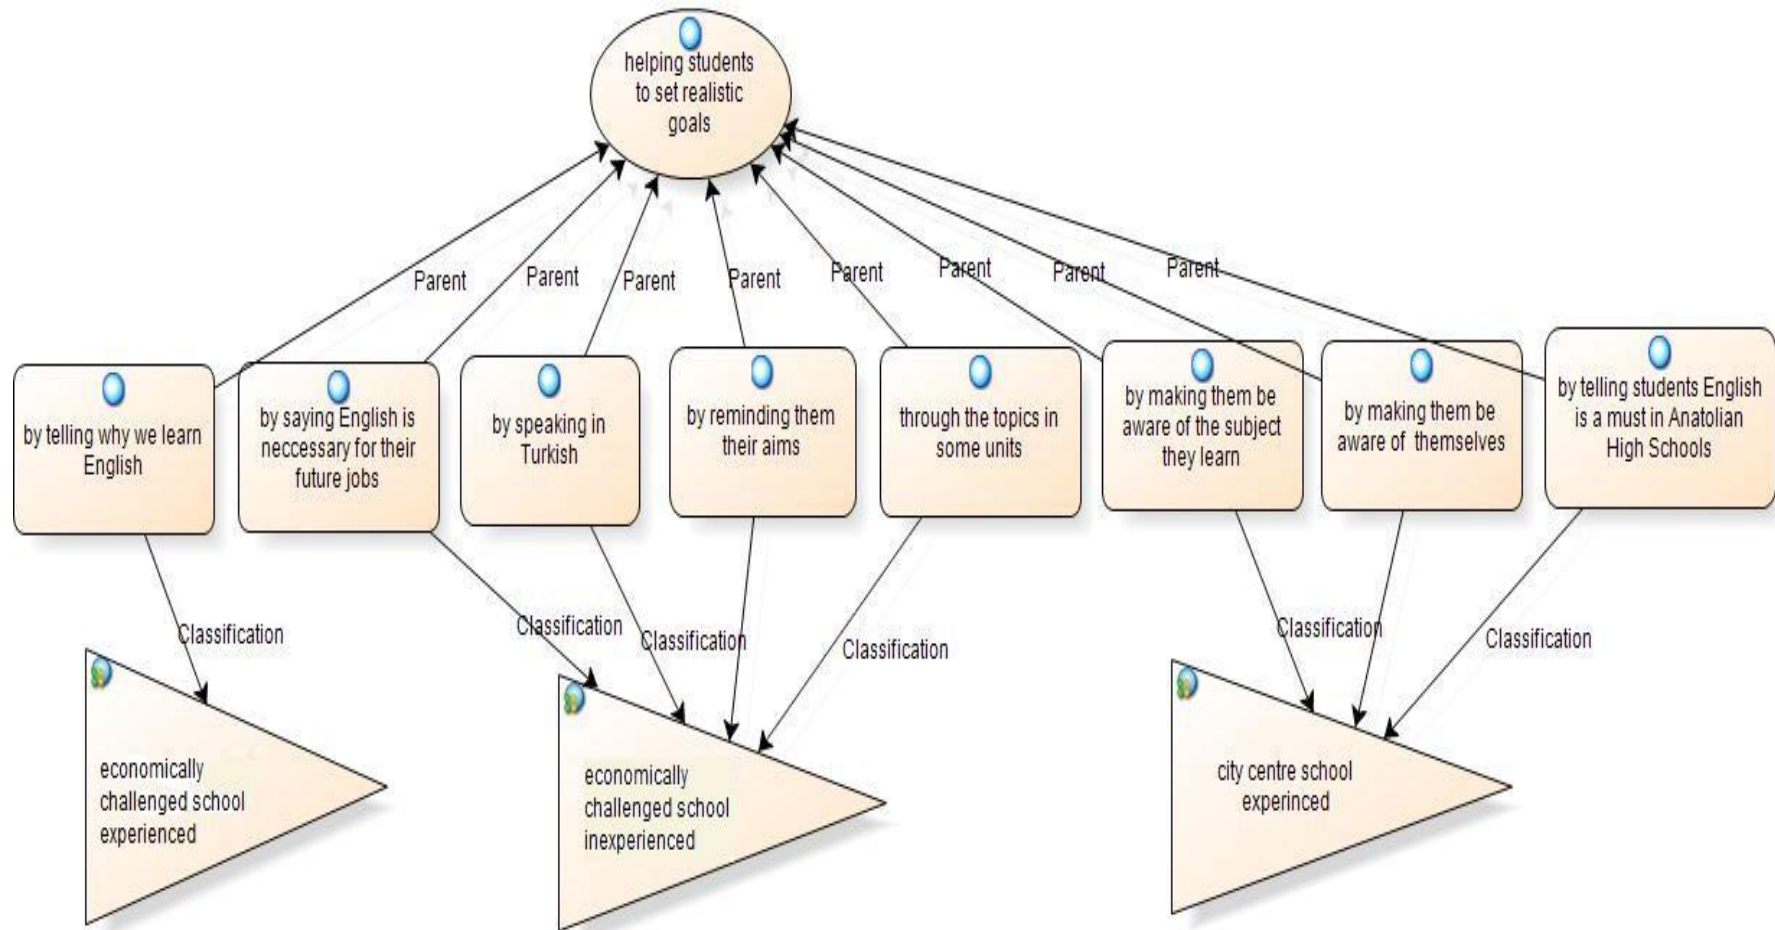 helping students
to set realistic
goals
Parent
Parent
Parent
Parent
Parent
Parent
Parent
Parent
by telling why we learn
English
by saying English is
neccessary for their
future jobs
by speaking in
Turkish
by reminding them
their aims
through the topics in
some units
by making them be
aware of the subject
they learn
by making them be
aware of themselves
by telling students English
is a must in Anatolian
High Schools
Classification
Classification
Classification
Classification
Classification
Classification
economically
challenged school
experienced
economically
challenged school
inexperienced
city centre school
experinced